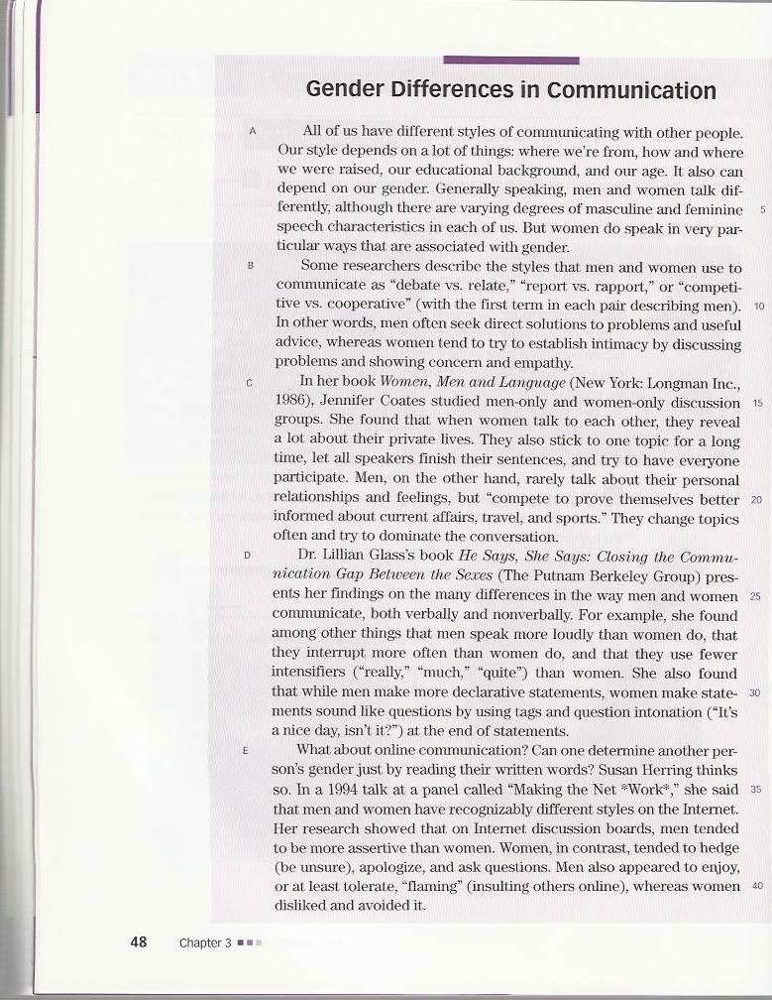 Gender Differences in Communication
A All of us have different styles of communicating with other people.
Our style depends on a lot of things: where we're from, how and where
we were raised, our educational background, and our age. It also can
depend on our gender. Generally speaking, men and women talk dif-
ferently, although there are varying degrees of masculine and feminine 5
speech characteristics in each of us. But women do speak in very par-
ticular ways that are associated with gender.
B Some researchers describe the styles that men and women use to
communicate as “debate vs. relate,” “report vs. rapport,” or “competi-
tive vs. cooperative” (with the first term in each pair describing men). 10
In other words, men often seek direct solutions to problems and useful
advice, whereas women tend to try to establish intimacy by discussing
problems and showing concern and empathy.
C In her book Women, Men and Language (New York: Longman Inc.,
1986), Jennifer Coates studied men-only and women-only discussion 15
groups. She found that when women talk to each other, they reveal
a lot about their private lives. They also stick to one topic for a long
time, let all speakers finish their sentences, and try to have everyone
participate. Men, on the other hand, rarely talk about their personal
relationships and feelings, but “compete to prove themselves better 20
informed about current affairs, travel, and sports.” They change topics
often and try to dominate the conversation.
D Dr. Lillian Glass's book He Says, She Says: Closing the Commu-
nication Gap Between the Sexes (The Putnam Berkeley Group) pres-
ents her findings on the many differences in the way men and women 25
communicate, both verbally and nonverbally. For example, she found
among other things that men speak more loudly than women do, that
they interrupt more often than women do, and that they use fewer
intensifiers (“really,” “much,” “quite”) than women. She also found
that while men make more declarative statements, women make state- 30
ments sound like questions by using tags and question intonation (“It's
a nice day, isn't it?”) at the end of statements.
E What about online communication? Can one determine another per-
son's gender just by reading their written words? Susan Herring thinks
so. In a 1994 talk at a panel called “Making the Net *Work*,” she said 35
that men and women have recognizably different styles on the Internet.
Her research showed that on Internet discussion boards, men tended
to be more assertive than women. Women, in contrast, tended to hedge
(be unsure), apologize, and ask questions. Men also appeared to enjoy,
or at least tolerate, “flaming” (insulting others online), whereas women 40
disliked and avoided it.
48 Chapter 3